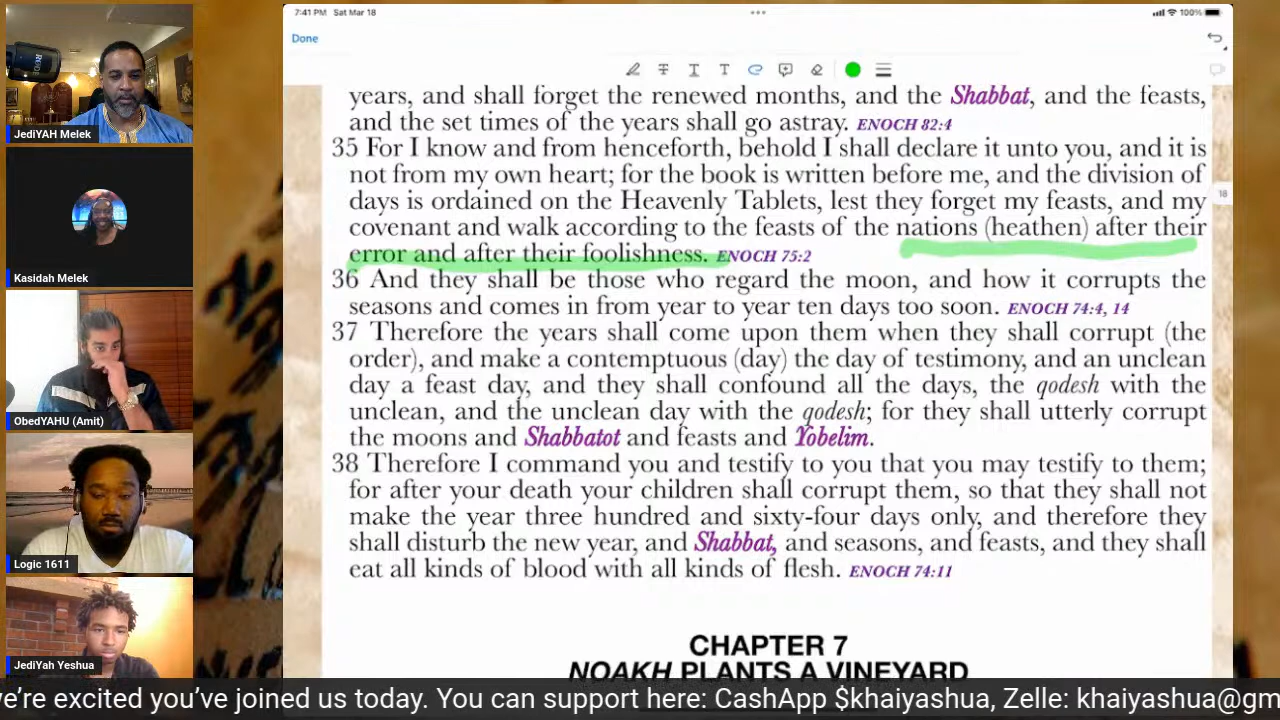 7:41 PM Sat Mar 18
100%
Done
years, and shall forget the renewed months, and the Shabbat, and the feasts,
and the set times of the years shall go astray. ENOCH 82:4
35 For I know and from henceforth, behold I shall declare it unto you, and it is
not from my own heart; for the book is written before me, and the division of
days is ordained on the Heavenly Tablets, lest they forget my feasts, and my
covenant and walk according to the feasts of the nations (heathen) after their
error and after their foolishness. ENOCH 75:2
36 And they shall be those who regard the moon, and how it corrupts the
seasons and comes in from year to year ten days too soon. ENOCH 74:4, 14
37 Therefore the years shall come upon them when they shall corrupt (the
order), and make a contemptuous (day) the day of testimony, and an unclean
day a feast day, and they shall confound all the days, the qodesh with the
unclean, and the unclean day with the qodesh; for they shall utterly corrupt
the moons and Shabbatot and feasts and Yobelim.
38 Therefore I command you and testify to you that you may testify to them;
for after your death your children shall corrupt them, so that they shall not
make the year three hundred and sixty-four days only, and therefore they
shall disturb the new year, and Shabbat, and seasons, and feasts, and they shall
eat all kinds of blood with all kinds of flesh. ENOCH 74:11
CHAPTER 7
NOAKH PLANTS A VINEYARD
18
JediYAH Melek
Kasidah Melek
ObedYAHU (Amit)
Logic 1611
JediYah Yeshua
we're excited you've joined us today. You can support here: CashApp $khaiyashua, Zelle: khaiyashua@gm